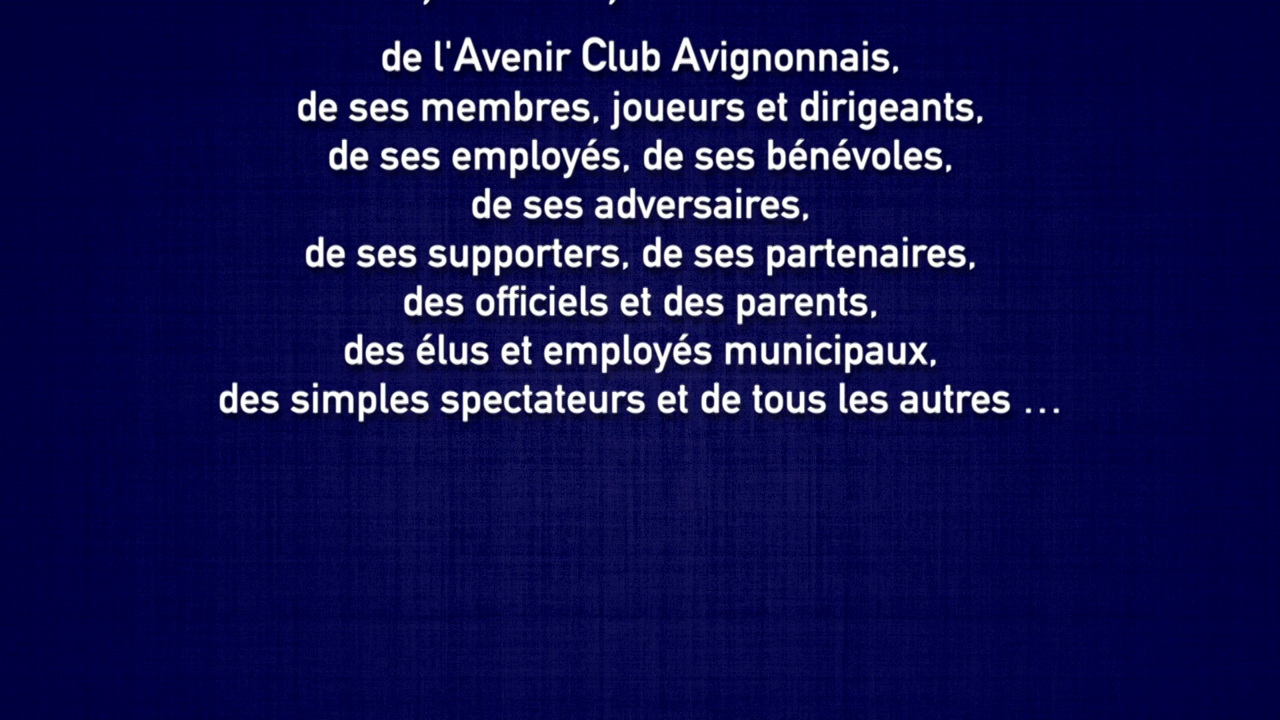 de l'Avenir Club Avignonnais,
de ses membres, joueurs et dirigeants,
de ses employés, de ses bénévoles,
de ses adversaires,
de ses supporters, de ses partenaires,
des officiels et des parents,
des élus et employés municipaux,
des simples spectateurs et de tous les autres ...